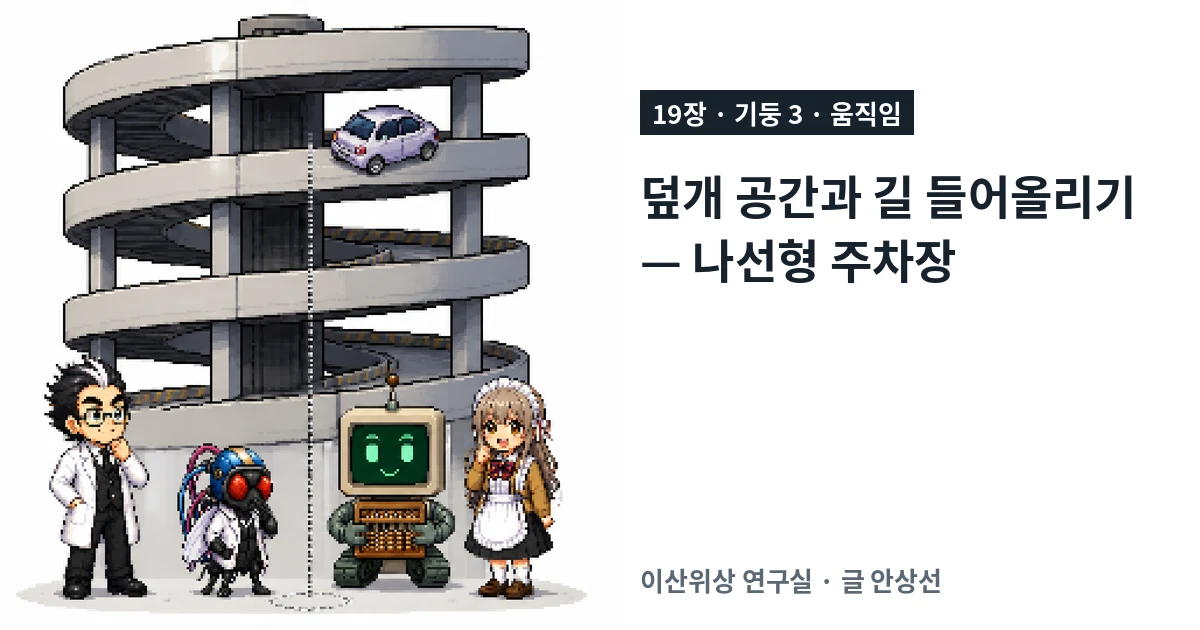 19장 · 기둥 3 · 움직임
덮개 공간과 길 들어올리기
— 나선형 주차장
이산위상 연구실 · 글 안상선